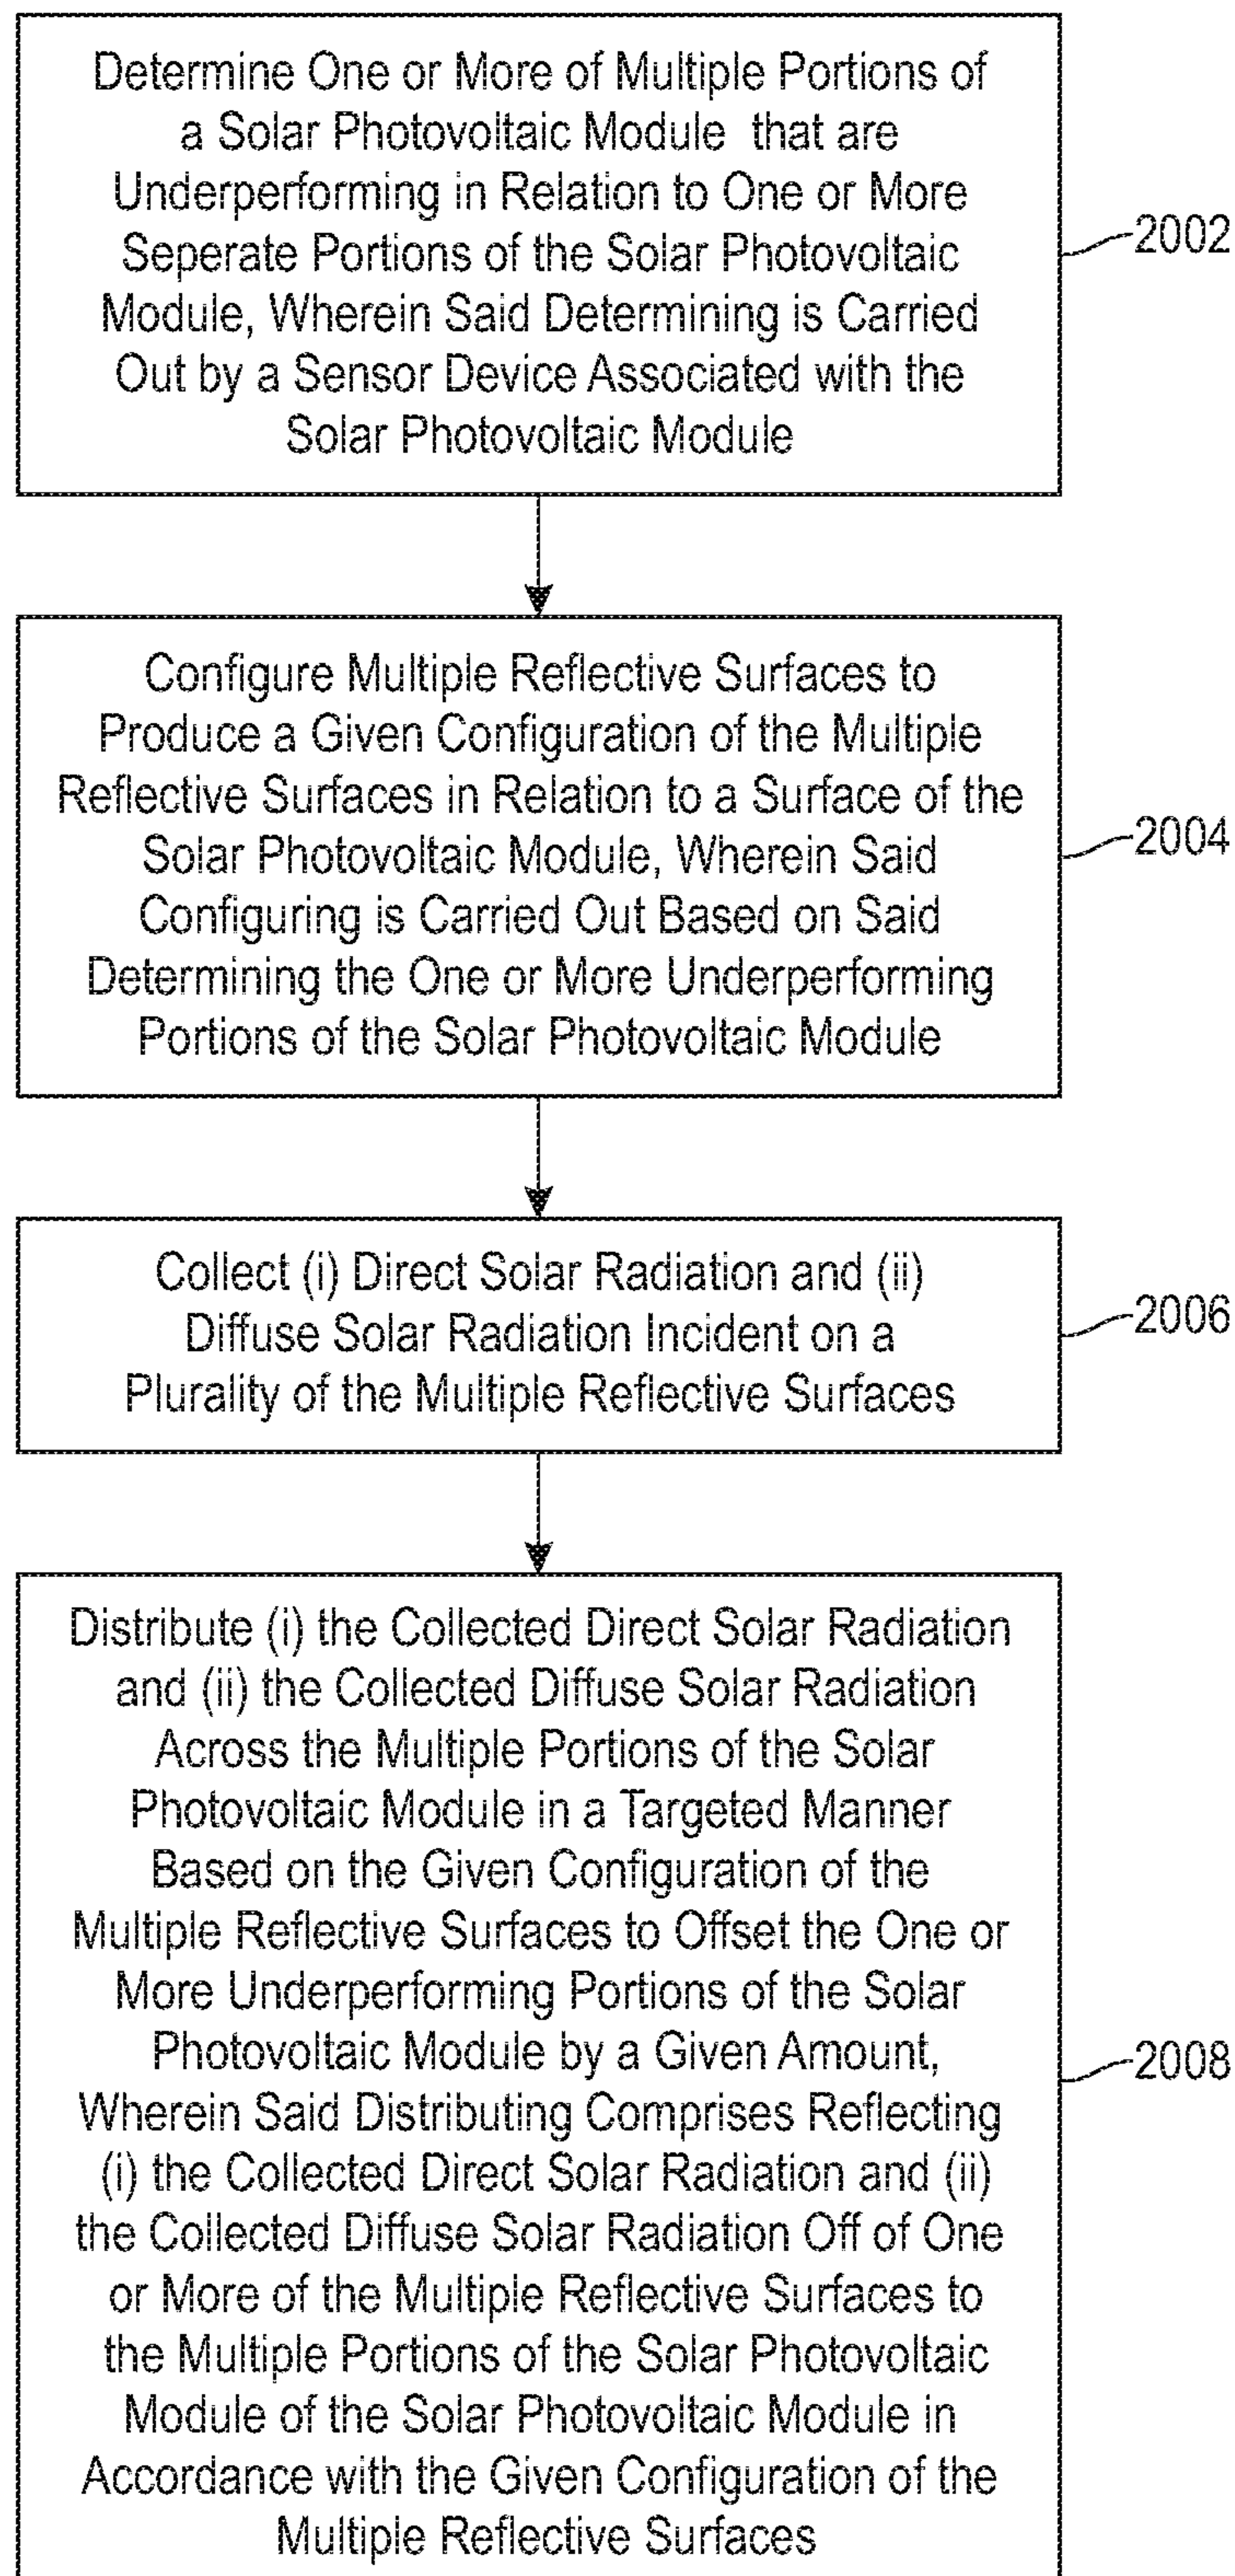 Determine One or More of Multiple Portions of
a Solar Photovoltaic Module that are
Underperforming in Relation to One or More
Seperate Portions of the Solar Photovoltaic
Module, Wherein Said Determining is Carried
Out by a Sensor Device Associated with the
Solar Photovoltaic Module
2002
Configure Multiple Reflective Surfaces to
Produce a Given Configuration of the Multiple
Reflective Surfaces in Relation to a Surface of the
Solar Photovoltaic Module, Wherein Said
Configuring is Carried Out Based on Said
Determining the One or More Underperforming
Portions of the Solar Photovoltaic Module
2004
Collect (i) Direct Solar Radiation and (ii)
Diffuse Solar Radiation Incident on a
Plurality of the Multiple Reflective Surfaces
2006
Distribute (i) the Collected Direct Solar Radiation
and (ii) the Collected Diffuse Solar Radiation
Across the Multiple Portions of the Solar
Photovoltaic Module in a Targeted Manner
Based on the Given Configuration of the
Multiple Reflective Surfaces to Offset the One or
More Underperforming Portions of the Solar
Photovoltaic Module by a Given Amount,
Wherein Said Distributing Comprises Reflecting
(i) the Collected Direct Solar Radiation and (ii)
the Collected Diffuse Solar Radiation Off of One
or More of the Multiple Reflective Surfaces to
the Multiple Portions of the Solar Photovoltaic
Module of the Solar Photovoltaic Module in
Accordance with the Given Configuration of the
Multiple Reflective Surfaces
2008